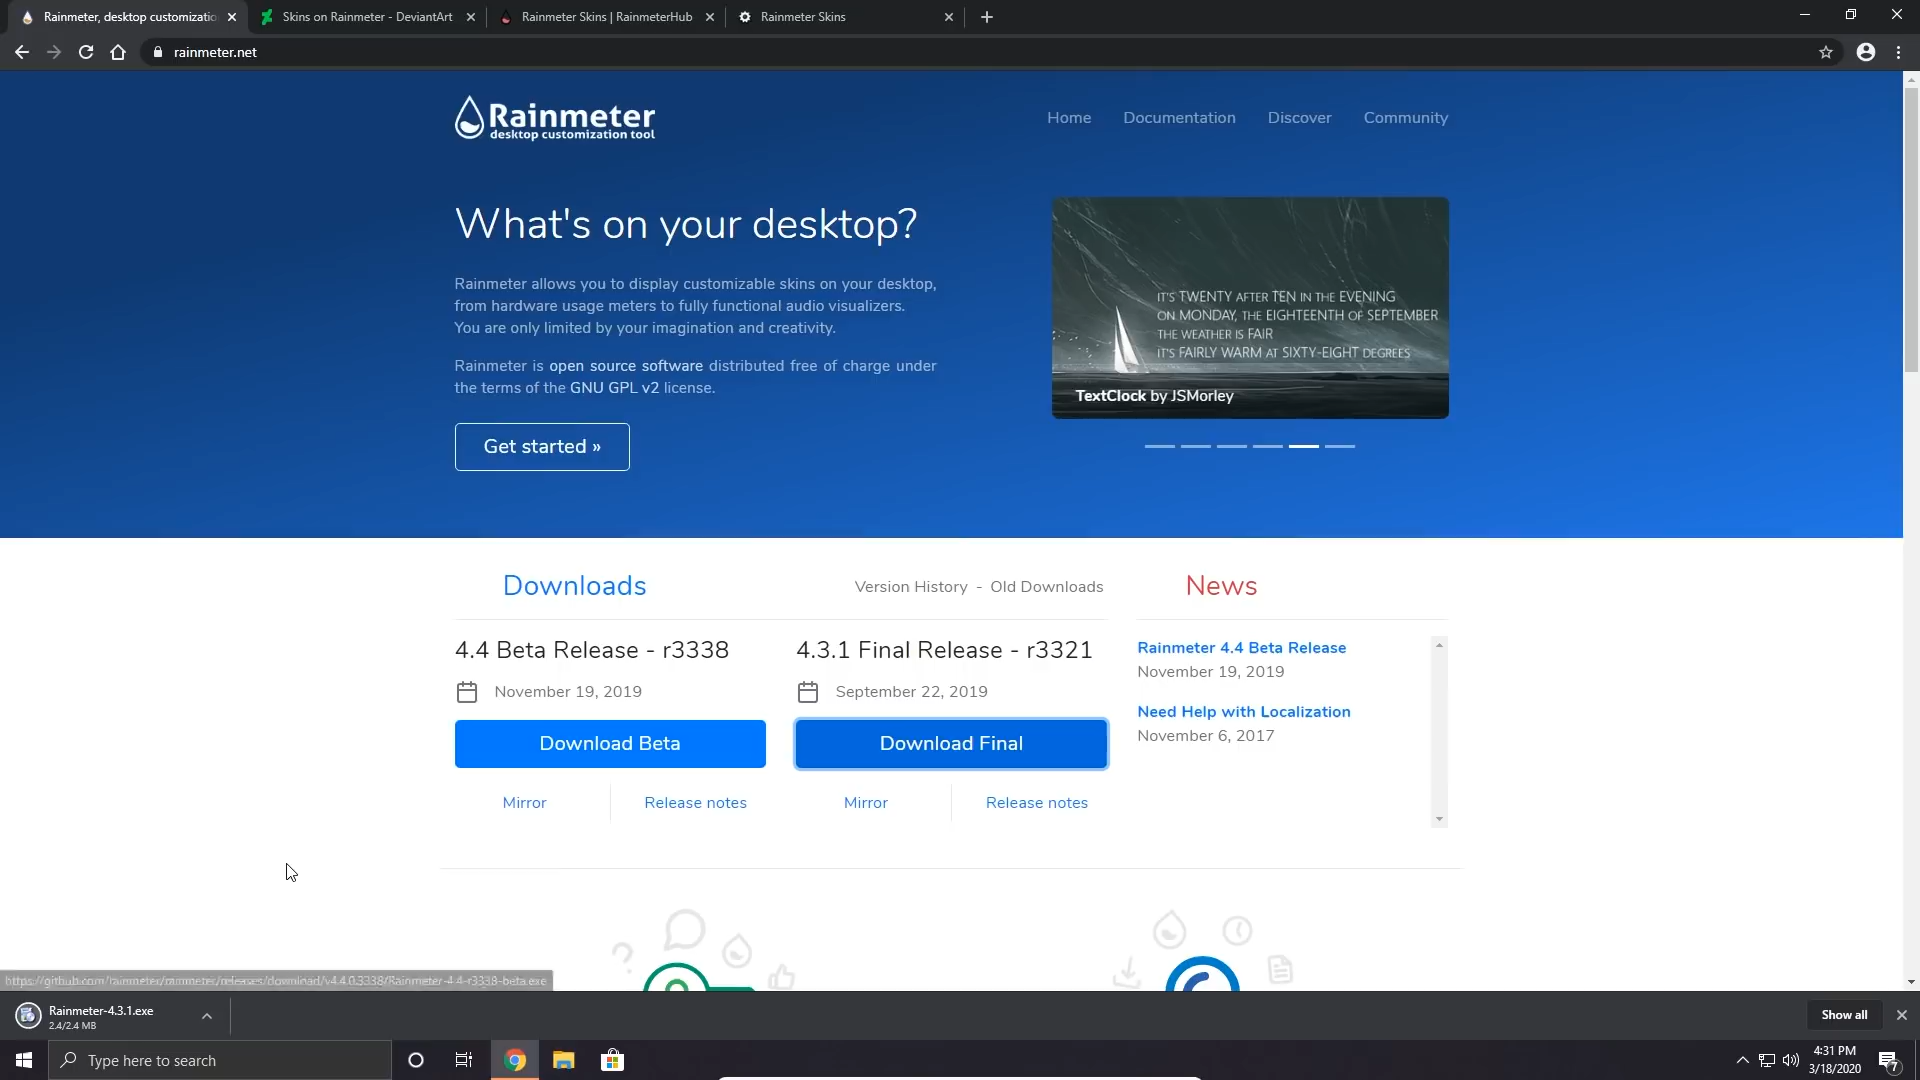 Rainmeter, desktop customizatio
Skins on Rainmeter - DeviantArt
Rainmeter Skins | RainmeterHub
Rainmeter Skins
rainmeter.net
Rainmeter
desktop customization tool
Home
Documentation
Discover
Community
What's on your desktop?
Rainmeter allows you to display customizable skins on your desktop,
from hardware usage meters to fully functional audio visualizers.
You are only limited by your imagination and creativity.
Rainmeter is open source software distributed free of charge under
the terms of the GNU GPL v2 license.
Get started »
IT'S TWENTY AFTER TEN IN THE EVENING
ON MONDAY, THE EIGHTEENTH OF SEPTEMBER
THE WEATHER IS FAIR
IT'S FAIRLY WARM AT SIXTY-EIGHT DEGREES
TextClock by JSMorley
Downloads
Version History - Old Downloads
4.4 Beta Release - r3338
November 19, 2019
Download Beta
Mirror
Release notes
4.3.1 Final Release - r3321
September 22, 2019
Download Final
Mirror
Release notes
News
Rainmeter 4.4 Beta Release
November 19, 2019
Need Help with Localization
November 6, 2017
https://github.com/rainmeter/rainmeter/releases/download/v4.4.0.3338/Rainmeter-4.4-r3338-beta.exe
Rainmeter-4.3.1.exe
2.4/2.4 MB
Show all
Type here to search
4:31 PM
3/18/2020
7